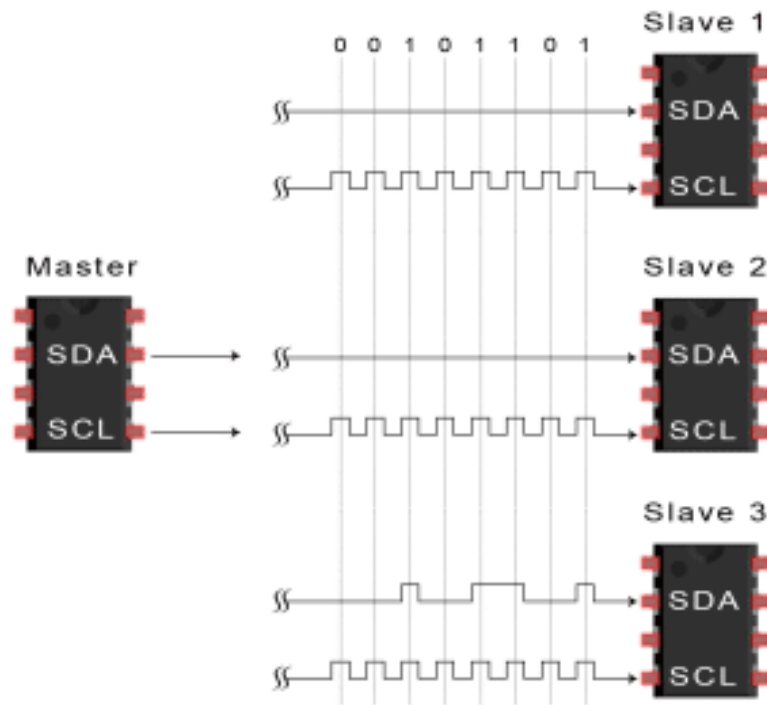 Slave 1
0 0 1 0 1 1 0 1
SDA
SCL
Master
Slave 2
SDA
SDA
SCL
SCL
Slave 3
SDA
SCL